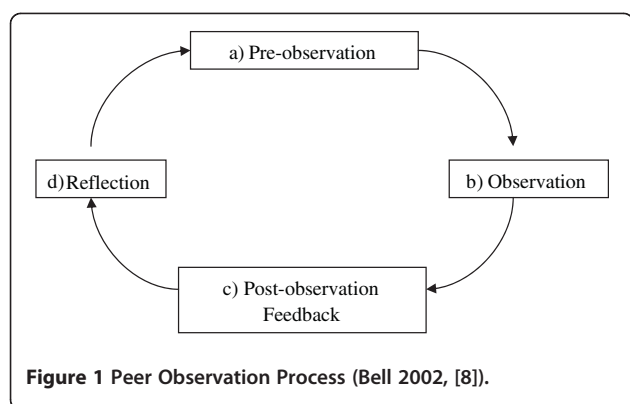 a) Pre-observation
b) Observation
c) Post-observation
Feedback
d) Reflection
Figure 1 Peer Observation Process (Bell 2002, [8]).